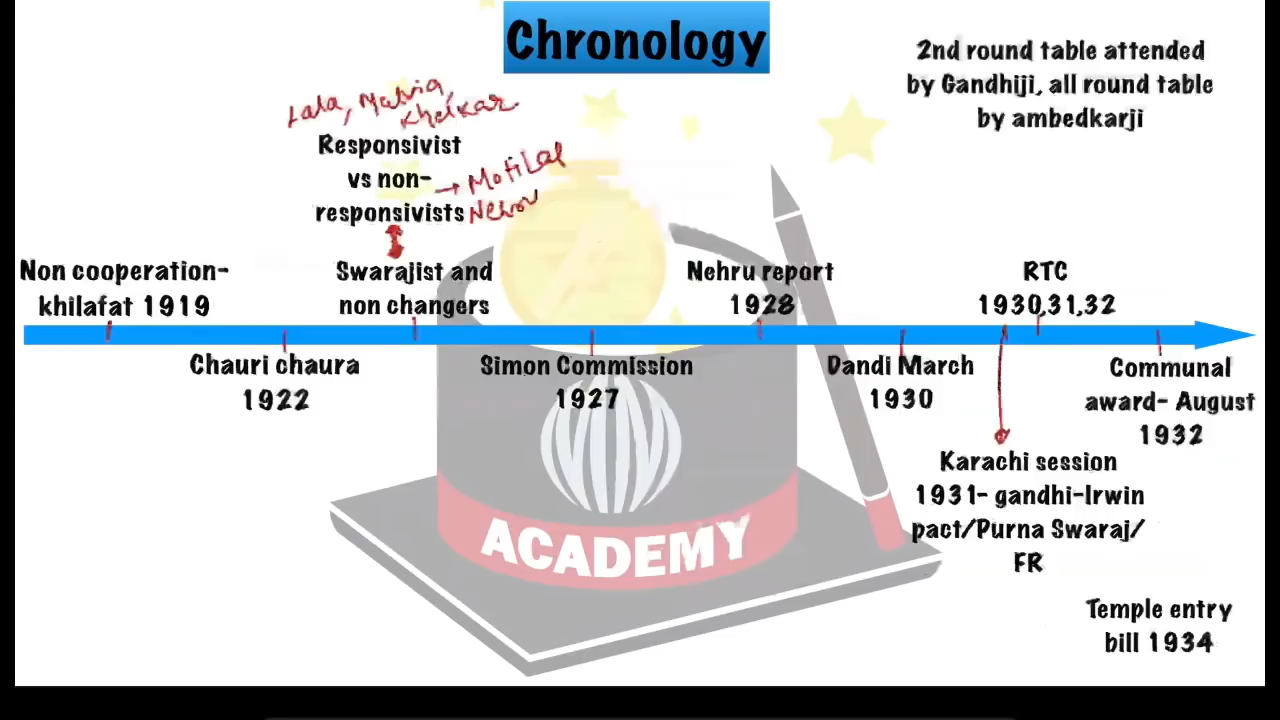 Chronology
2nd round table attended
by Gandhiji, all round table
by ambedkarji
Lala, Malvia,
Khelkar
Responsivist
vs non-
responsivists
→ Motilal
Nehru
Non cooperation-
khilafat 1919
Swarajist and
non changers
Nehru report
1928
RTC
1930,31,32
Chauri chaura
1922
Simon Commission
1927
Dandi March
1930
Communal
award- August
1932
Karachi session
1931- gandhi-Irwin
pact/Purna Swaraj/
FR
Temple entry
bill 1934
ACADEMY